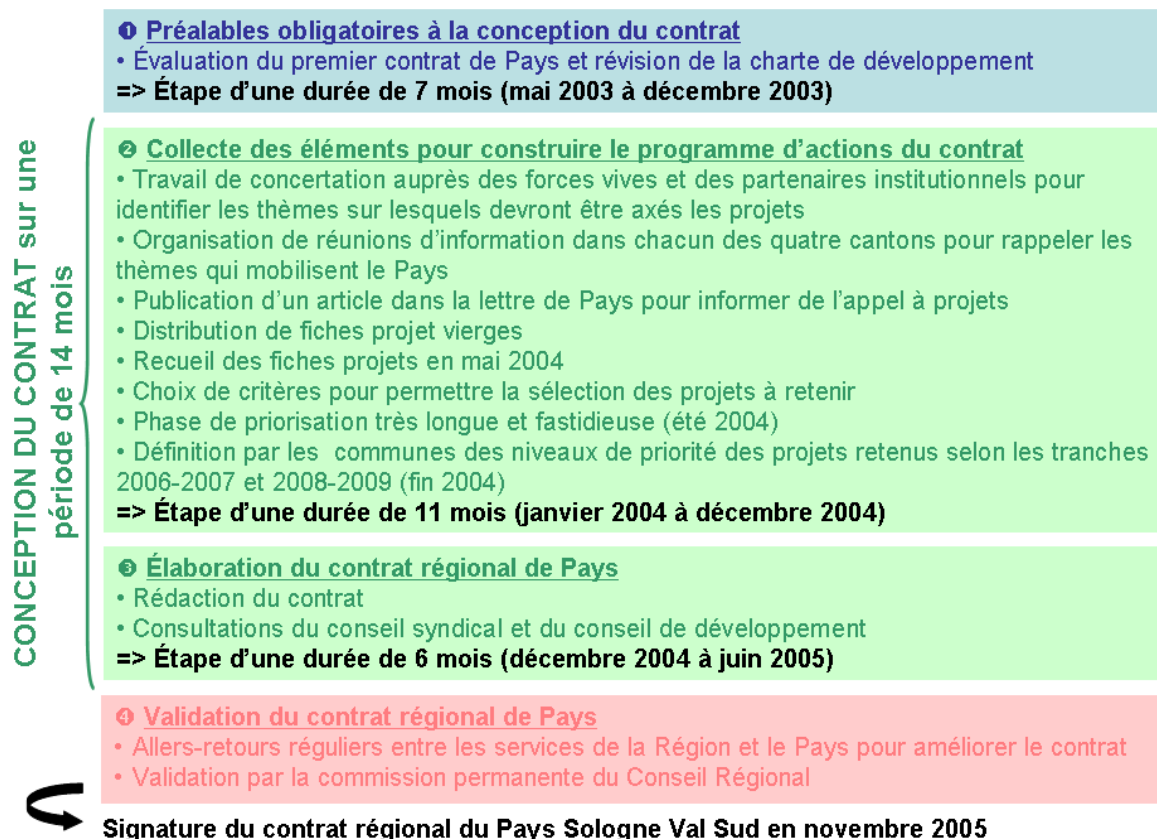 ❶ Préalables obligatoires à la conception du contrat
• Évaluation du premier contrat de Pays et révision de la charte de développement
=> Étape d’une durée de 7 mois (mai 2003 à décembre 2003)
CONCEPTION DU CONTRAT sur une
période de 14 mois
❷ Collecte des éléments pour construire le programme d’actions du contrat
• Travail de concertation auprès des forces vives et des partenaires institutionnels pour
identifier les thèmes sur lesquels devront être axés les projets
• Organisation de réunions d’information dans chacun des quatre cantons pour rappeler les
thèmes qui mobilisent le Pays
• Publication d’un article dans la lettre de Pays pour informer de l’appel à projets
• Distribution de fiches projet vierges
• Recueil des fiches projets en mai 2004
• Choix de critères pour permettre la sélection des projets à retenir
• Phase de priorisation très longue et fastidieuse (été 2004)
• Définition par les communes des niveaux de priorité des projets retenus selon les tranches
2006-2007 et 2008-2009 (fin 2004)
=> Étape d’une durée de 11 mois (janvier 2004 à décembre 2004)
❸ Élaboration du contrat régional de Pays
• Rédaction du contrat
• Consultations du conseil syndical et du conseil de développement
=> Étape d’une durée de 6 mois (décembre 2004 à juin 2005)
❹ Validation du contrat régional de Pays
• Allers-retours réguliers entre les services de la Région et le Pays pour améliorer le contrat
• Validation par la commission permanente du Conseil Régional
Signature du contrat régional du Pays Sologne Val Sud en novembre 2005